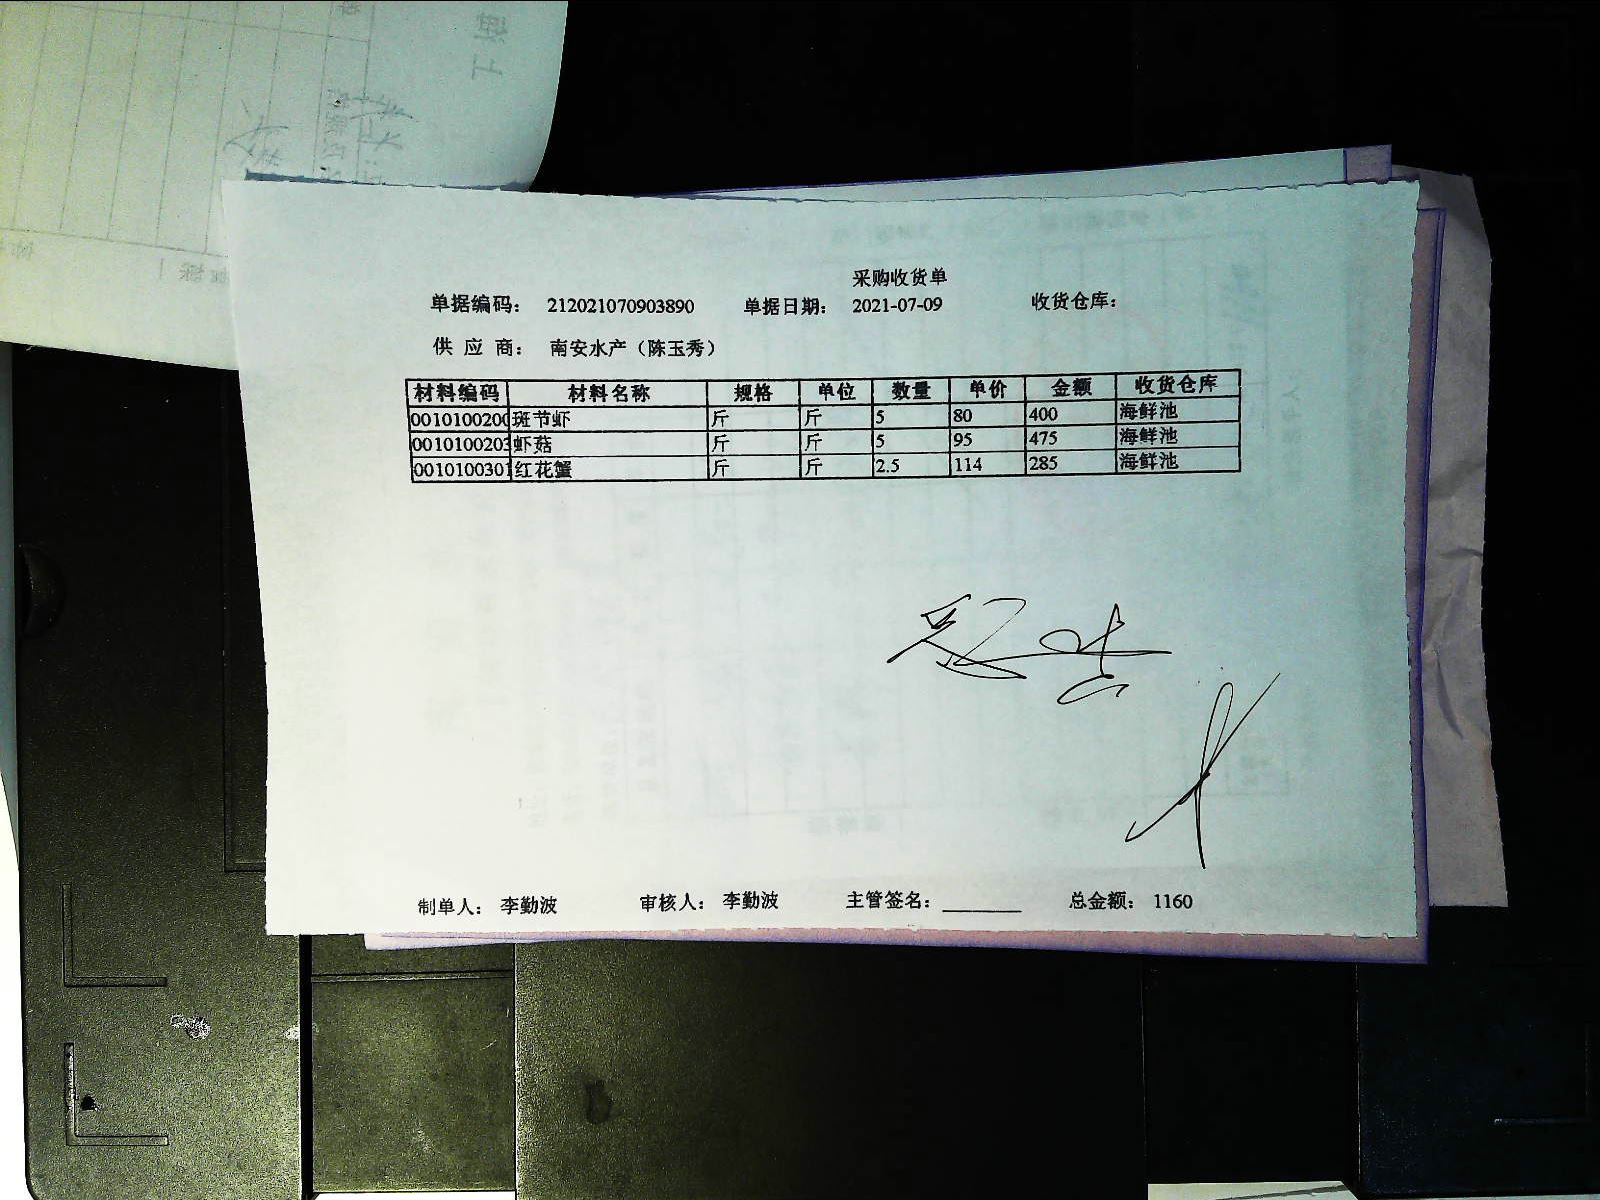 采购收货单
单据编码： 212021070903890 单据日期： 2021-07-09 收货仓库：
供 应 商： 南安水产（陈玉秀）
材料编码 材料名称 规格 单位 数量 单价 金额 收货仓库
0010100200 斑节虾 斤 斤 5 80 400 海鲜池
0010100203 虾菇 斤 斤 5 95 475 海鲜池
0010100301 红花蟹 斤 斤 2.5 114 285 海鲜池
制单人： 李勤波 审核人： 李勤波 主管签名：________ 总金额： 1160